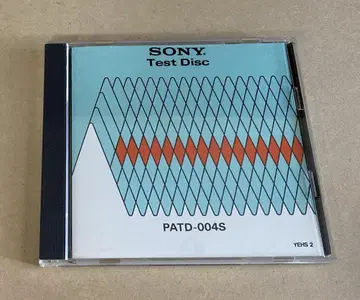 SONY.
Test Disc
PATD-004S
YEHS 2